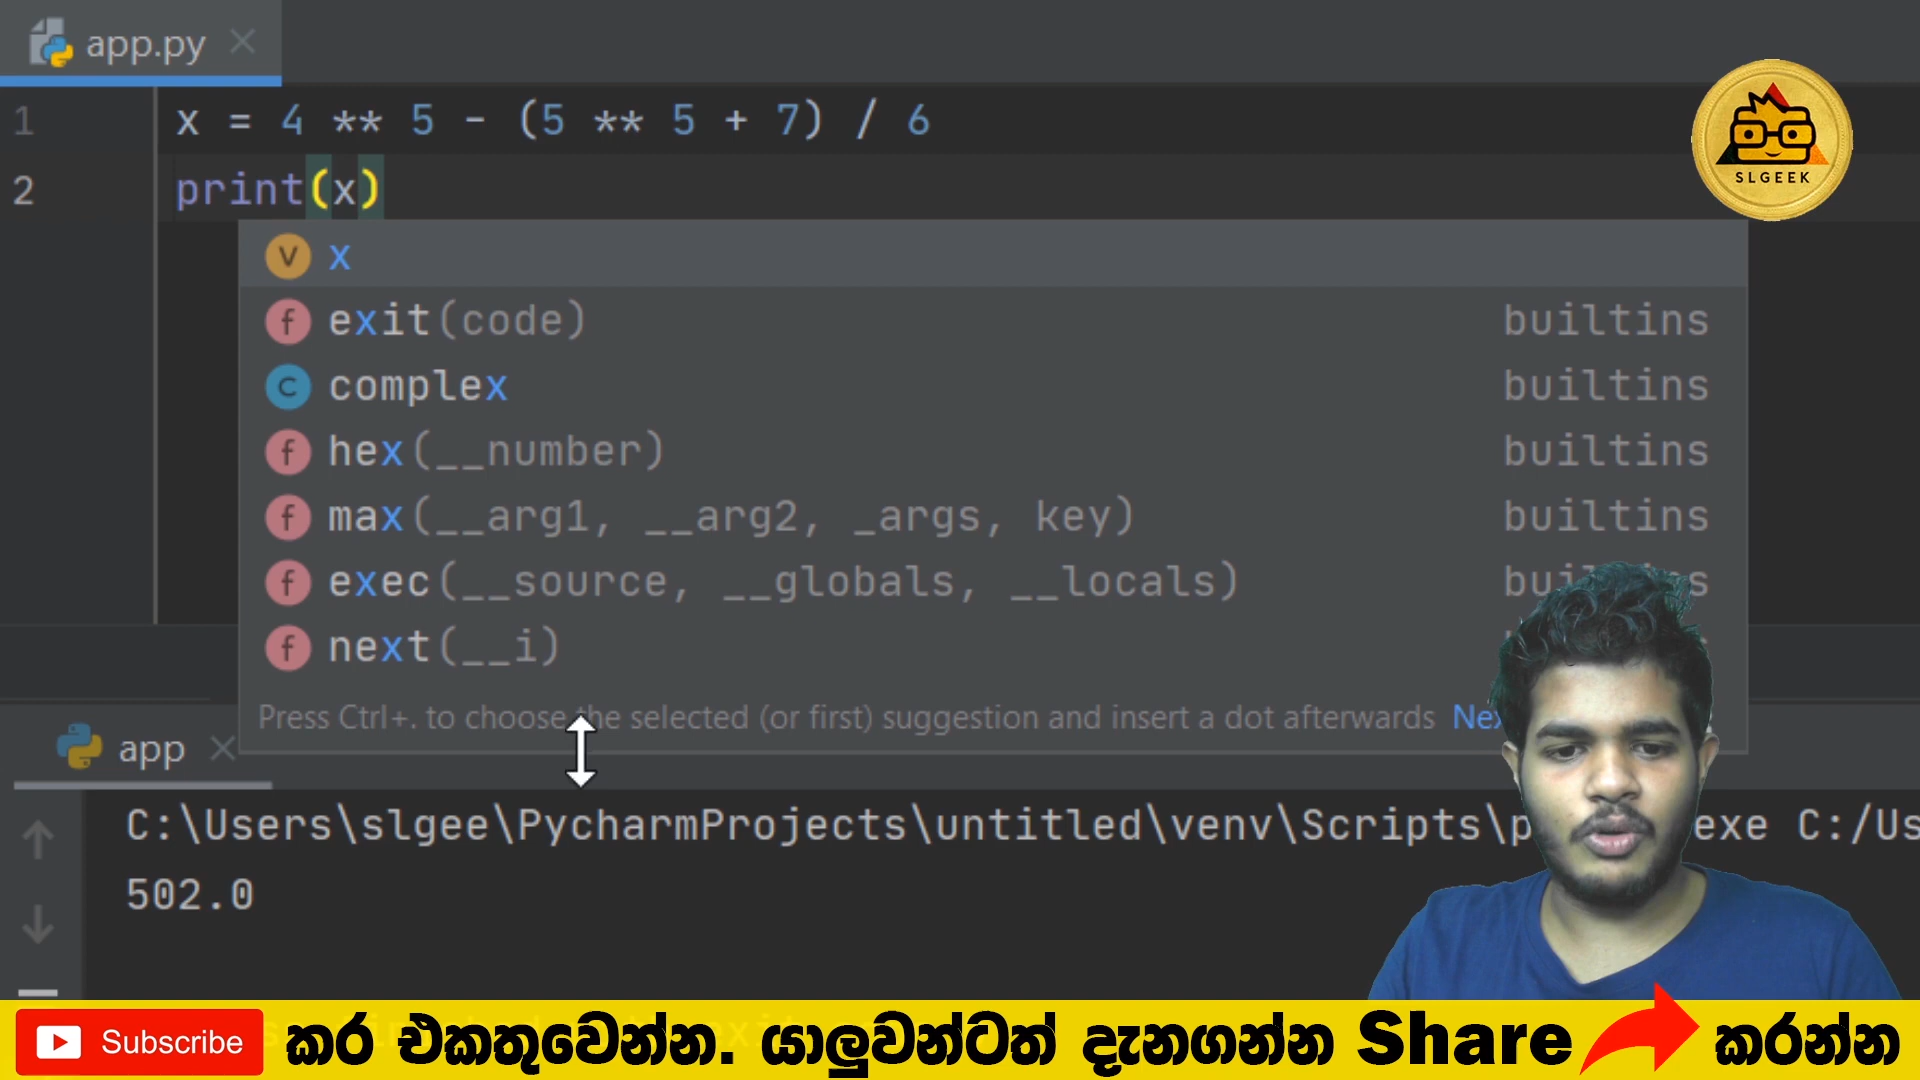 app.py
1 x = 4 ** 5 - (5 ** 5 + 7) / 6
2 print(x)
SLGEEK
V x
f exit(code) builtins
c complex builtins
f hex(__number) builtins
f max(__arg1, __arg2, _args, key) builtins
f exec(__source, __globals, __locals)
f next(__i)
Press Ctrl+. to choose the selected (or first) suggestion and insert a dot afterwards
app
C:\Users\slgee\PycharmProjects\untitled\venv\Scripts\ exe C:/Us
502.0
Subscribe කර එකතුවෙන්න. යාලුවන්ටත් දැනගන්න Share කරන්න